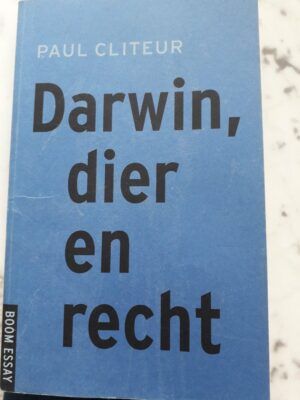 PAUL CLITEUR
Darwin,
dier
en
recht
BOOM ESSAY